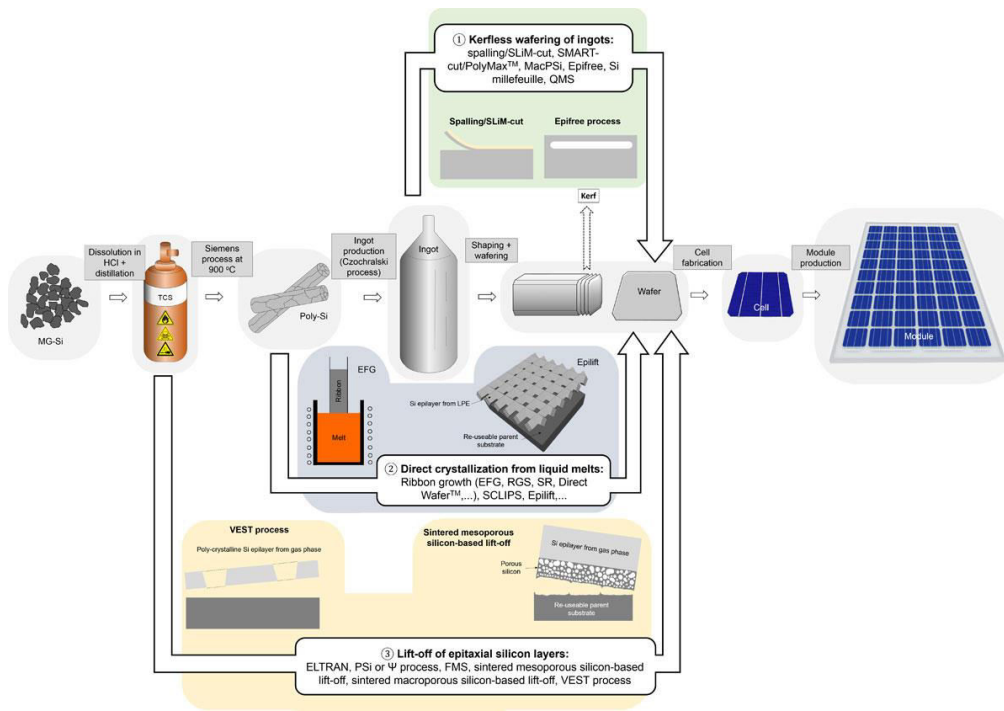 ① Kerfless wafering of ingots:
spalling/SLiM-cut, SMART-
cut/PolyMax™, MacPSi, Epifree, Si
millefeuille, QMS
Spalling/SLiM-cut
Epifree process
Kerf
Dissolution in
HCl +
distillation
Siemens
process at
900 ºC
Ingot
production
(Czochralski
process)
Ingot
Shaping +
wafering
Cell
fabrication
Module
production
MG-Si
TCS
Poly-Si
Wafer
Cell
Module
EFG
Ribbon
Melt
Epilift
Si epilayer from LPE
Re-useable parent
substrate
② Direct crystallization from liquid melts:
Ribbon growth (EFG, RGS, SR, Direct
Wafer™,...), SCLIPS, Epilift,...
VEST process
Poly-crystalline Si epilayer from gas phase
Sintered mesoporous
silicon-based lift-off
Si epilayer from gas phase
Porous
silicon
Re-useable parent
substrate
③ Lift-off of epitaxial silicon layers:
ELTRAN, PSi or Ψ process, FMS, sintered mesoporous silicon-based
lift-off, sintered macroporous silicon-based lift-off, VEST process